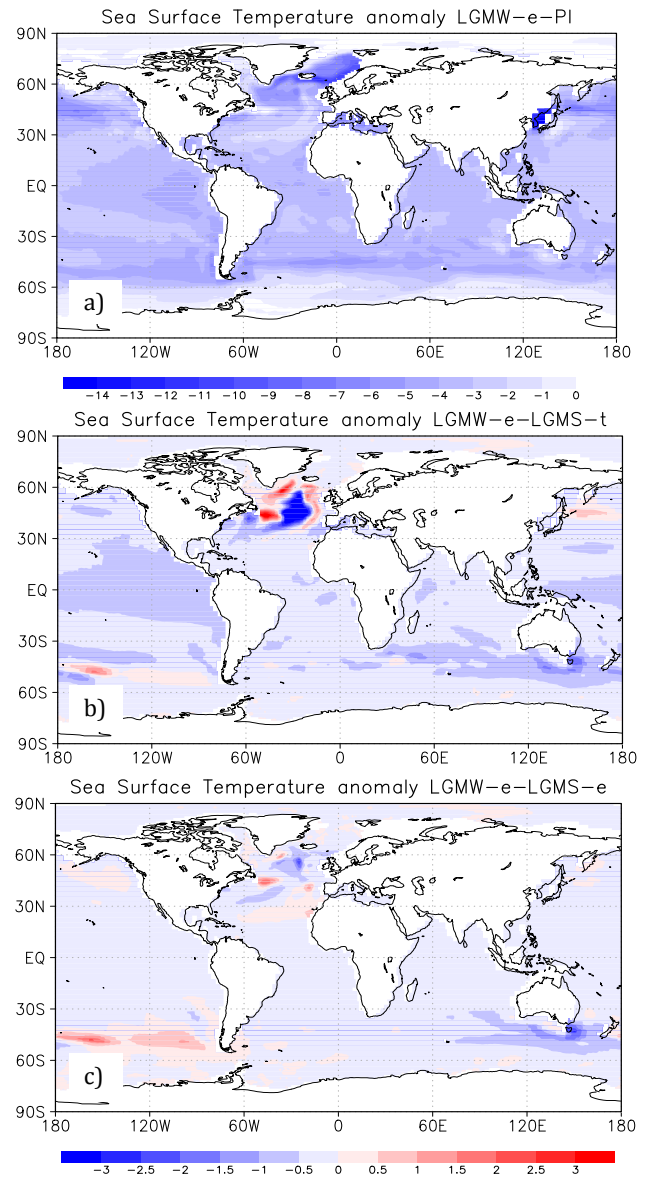 Sea Surface Temperature anomaly LGMW-e-PI
90N
60N
30N
EQ
30S
60S
90S
a)
180 120W 60W 0 60E 120E 180
-14 -13 -12 -11 -10 -9 -8 -7 -6 -5 -4 -3 -2 -1 0
Sea Surface Temperature anomaly LGMW-e-LGMS-t
90N
60N
30N
EQ
30S
60S
90S
b)
180 120W 60W 0 60E 120E 180
Sea Surface Temperature anomaly LGMW-e-LGMS-e
90N
60N
30N
EQ
30S
60S
90S
c)
180 120W 60W 0 60E 120E 180
-3 -2.5 -2 -1.5 -1 -0.5 0 0.5 1 1.5 2 2.5 3